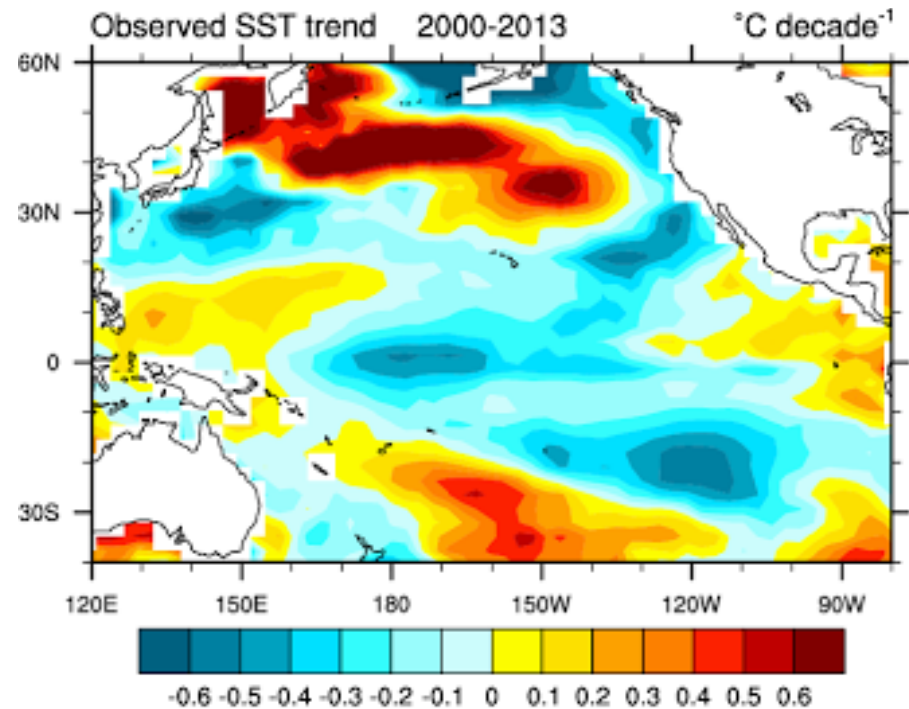 Observed SST trend 2000-2013 °C decade⁻¹
60N
30N
0
30S
120E 150E 180 150W 120W 90W
-0.6 -0.5 -0.4 -0.3 -0.2 -0.1 0 0.1 0.2 0.3 0.4 0.5 0.6